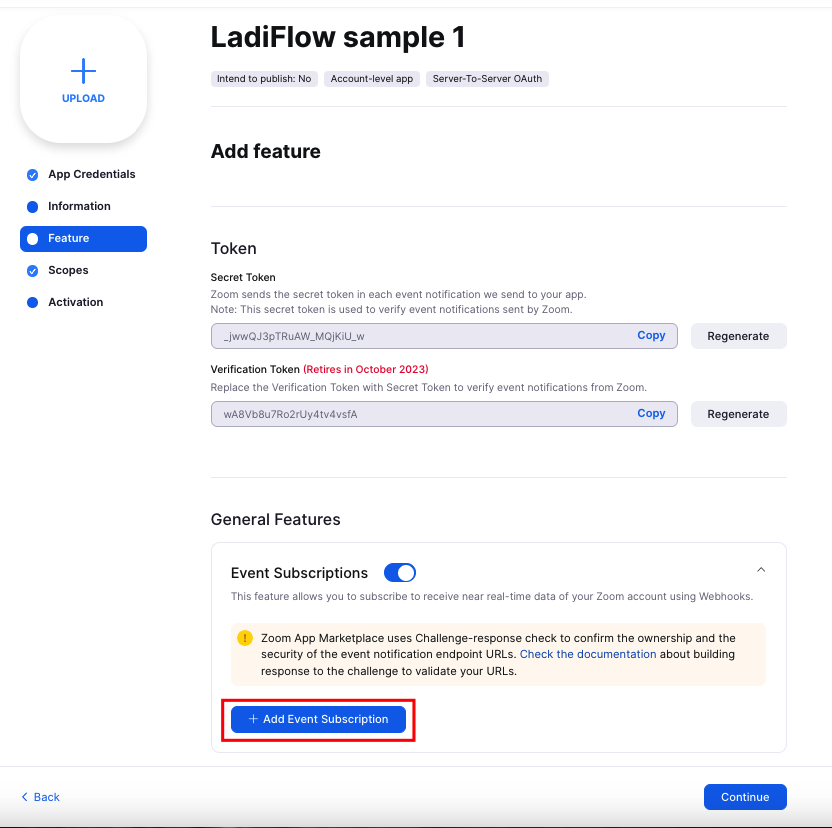 LadiFlow sample 1
Intend to publish: No
Account-level app
Server-To-Server OAuth
UPLOAD
App Credentials
Information
Feature
Scopes
Activation
Add feature
Token
Secret Token
Zoom sends the secret token in each event notification we send to your app.
Note: This secret token is used to verify event notifications sent by Zoom.
_jwwQJ3pTRuAW_MQjKiU_w
Copy
Regenerate
Verification Token (Retires in October 2023)
Replace the Verification Token with Secret Token to verify event notifications from Zoom.
wA8Vb8u7Ro2rUy4tv4vsfA
Copy
Regenerate
General Features
Event Subscriptions
This feature allows you to subscribe to receive near real-time data of your Zoom account using Webhooks.
Zoom App Marketplace uses Challenge-response check to confirm the ownership and the
security of the event notification endpoint URLs. Check the documentation about building
response to the challenge to validate your URLs.
+ Add Event Subscription
Back
Continue